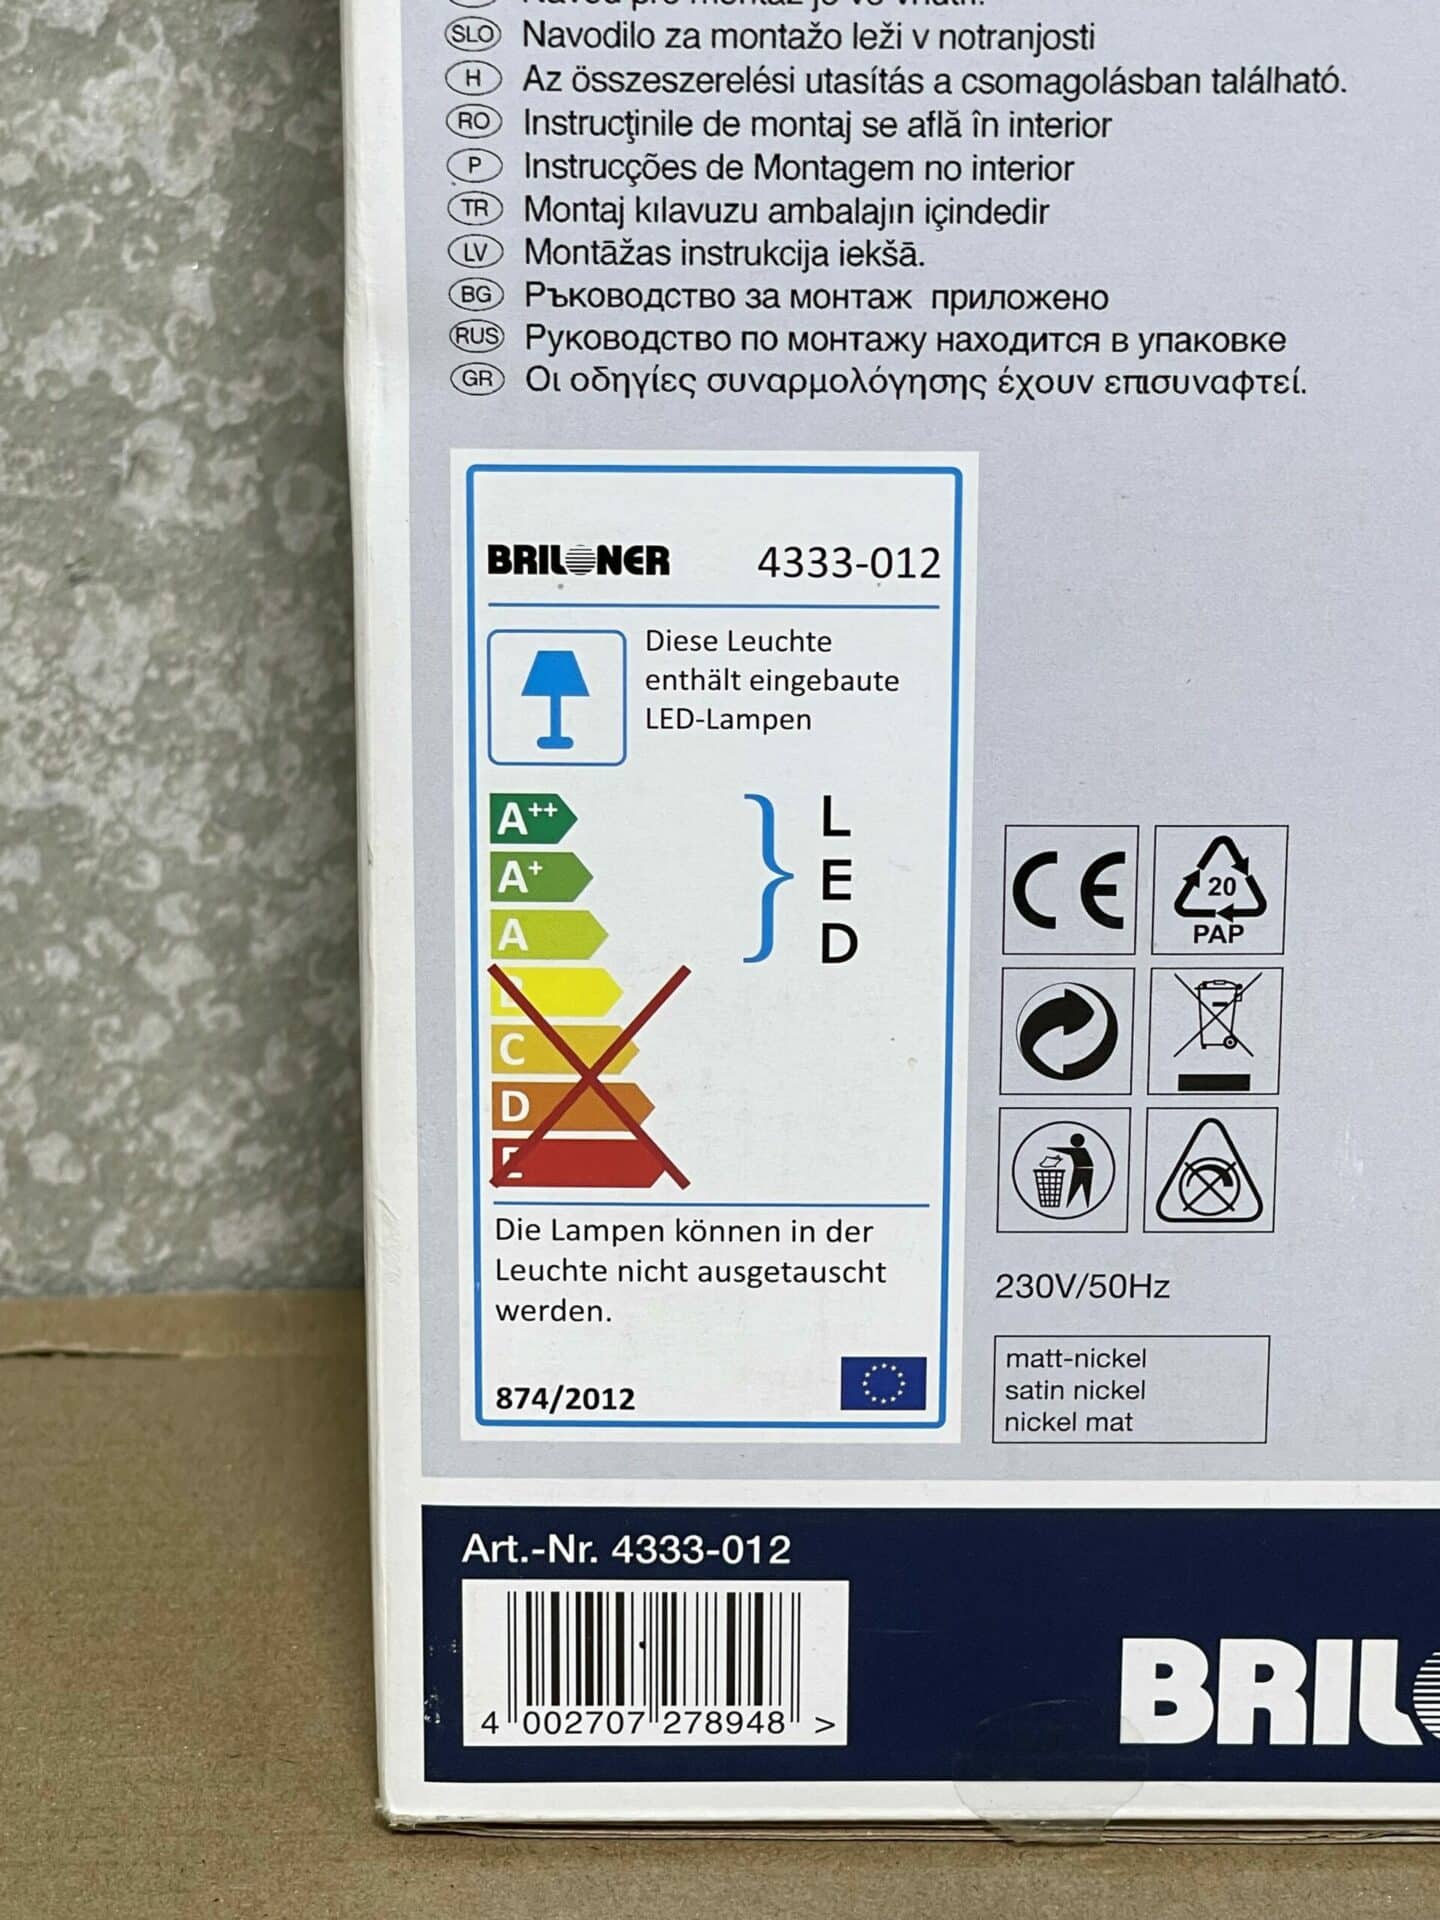 SLO Navodilo za montažo leži v notranjosti
H Az összeszerelési utasítás a csomagolásban található.
RO Instrucţinile de montaj se află în interior
P Instrucções de Montagem no interior
TR Montaj kılavuzu ambalajın içindedir
LV Montāžas instrukcija iekšā.
BG Ръководство за монтаж приложено
RUS Руководство по монтажу находится в упаковке
GR Οι οδηγίες συναρμολόγησης έχουν επισυναφτεί.
BRILONER 4333-012
Diese Leuchte
enthält eingebaute
LED-Lampen
A++
A+
A
B
C
D
E
L
E
D
Die Lampen können in der
Leuchte nicht ausgetauscht
werden.
874/2012
CE
20
PAP
230V/50Hz
matt-nickel
satin nickel
nickel mat
Art.-Nr. 4333-012
4 002707 278948 >
BRIL